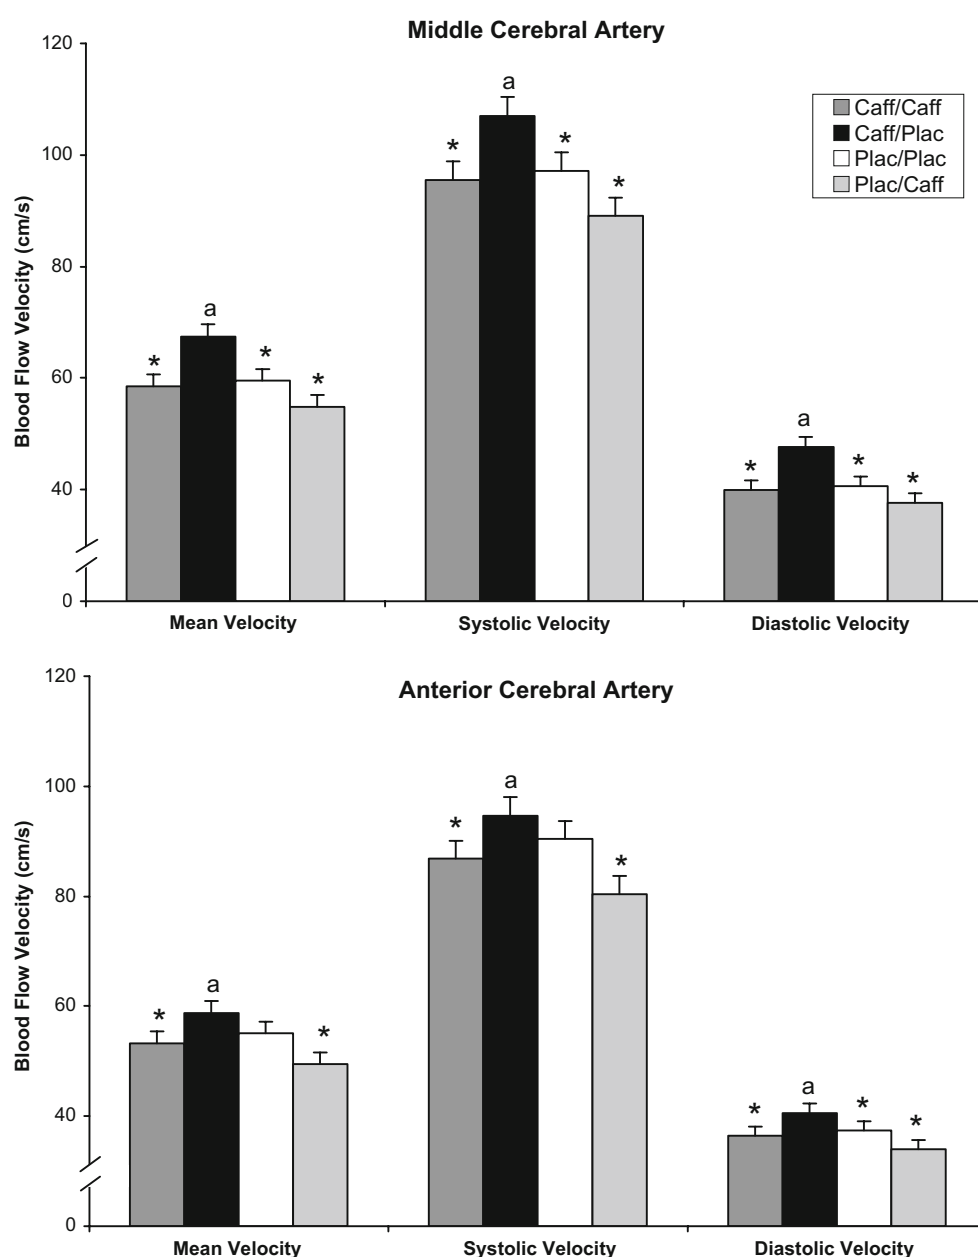 Middle Cerebral Artery
120
100
80
60
40
0
Blood Flow Velocity (cm/s)
Caff/Caff
Caff/Plac
Plac/Plac
Plac/Caff
* a * *
* a * *
* a * *
Mean Velocity Systolic Velocity Diastolic Velocity
Anterior Cerebral Artery
120
100
80
60
40
0
Blood Flow Velocity (cm/s)
* a *
* a *
* a * *
Mean Velocity Systolic Velocity Diastolic Velocity